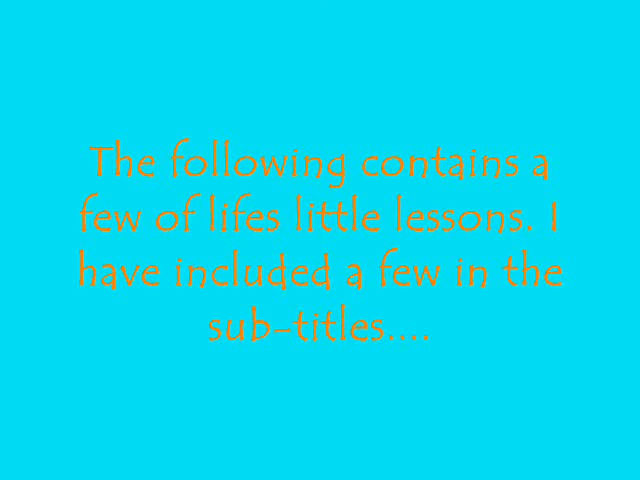 The following contains a
few of lifes little lessons. I
have included a few in the
sub-titles....